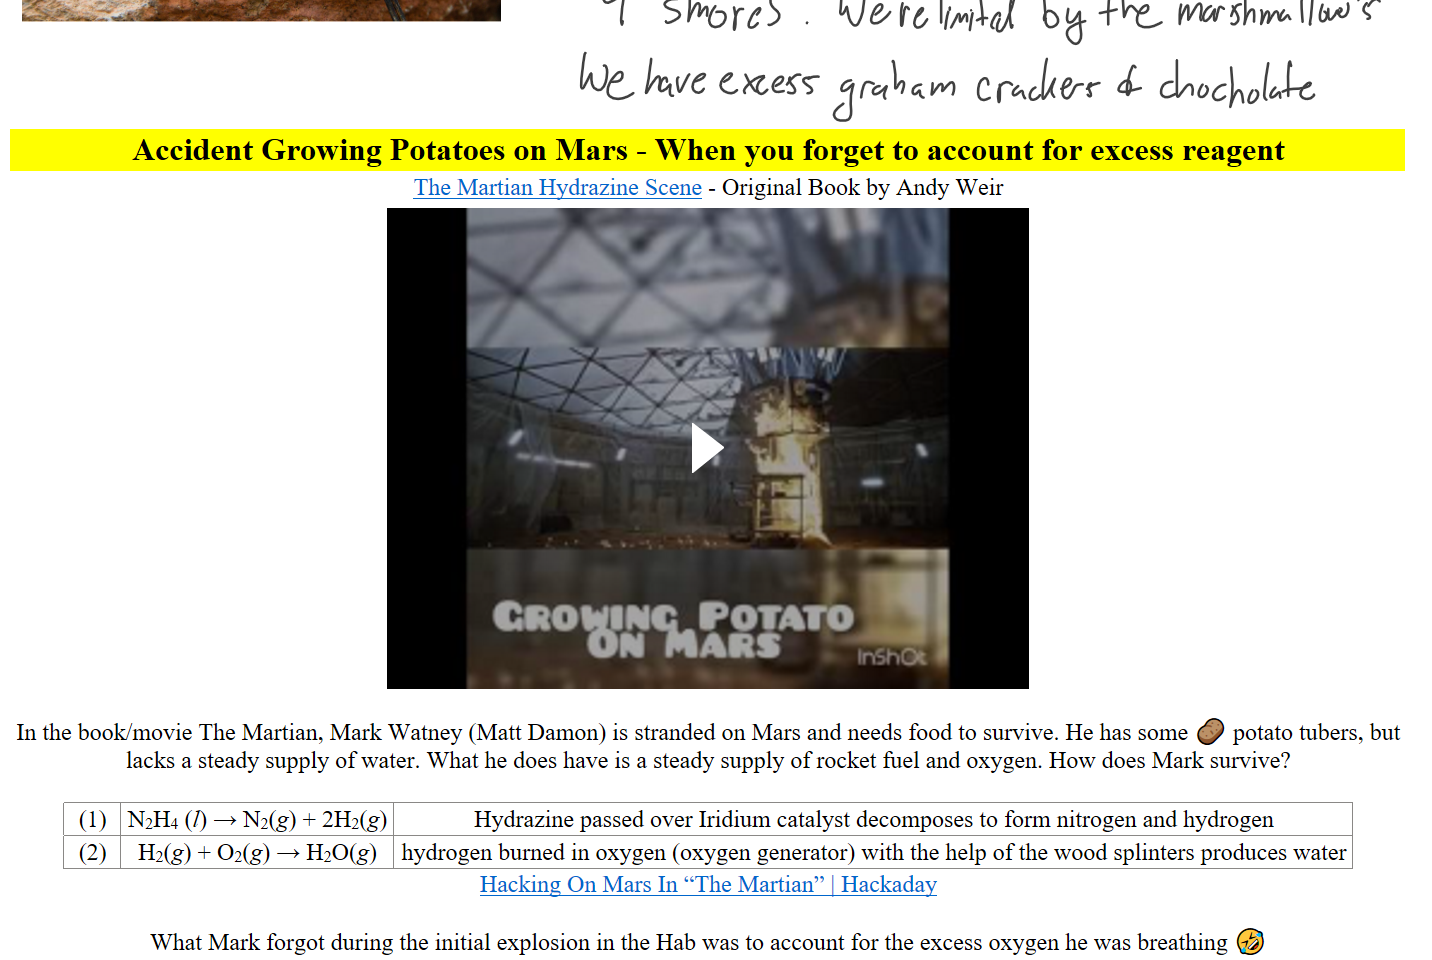 smores. We're limited by the marshmallow's
We have excess graham crackers & chocholate
Accident Growing Potatoes on Mars - When you forget to account for excess reagent
The Martian Hydrazine Scene - Original Book by Andy Weir
GROWING POTATO
ON MARS
InShOt
In the book/movie The Martian, Mark Watney (Matt Damon) is stranded on Mars and needs food to survive. He has some 🥔 potato tubers, but
lacks a steady supply of water. What he does have is a steady supply of rocket fuel and oxygen. How does Mark survive?
(1) N₂H₄ (l) → N₂(g) + 2H₂(g) Hydrazine passed over Iridium catalyst decomposes to form nitrogen and hydrogen
(2) H₂(g) + O₂(g) → H₂O(g) hydrogen burned in oxygen (oxygen generator) with the help of the wood splinters produces water
Hacking On Mars In “The Martian” | Hackaday
What Mark forgot during the initial explosion in the Hab was to account for the excess oxygen he was breathing 🤣